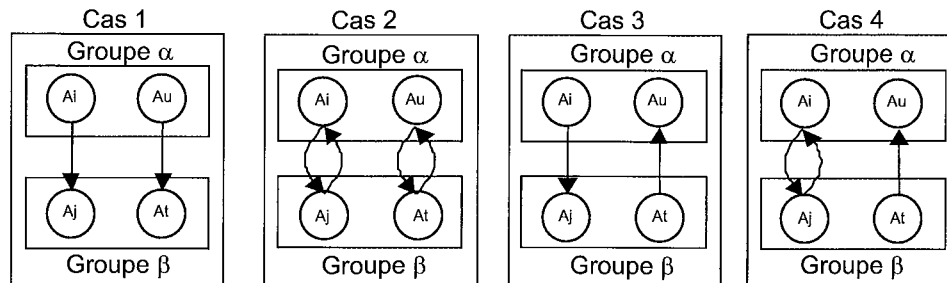 Cas 1
Groupe α
Ai Au
Aj At
Groupe β
Cas 2
Groupe α
Ai Au
Aj At
Groupe β
Cas 3
Groupe α
Ai Au
Aj At
Groupe β
Cas 4
Groupe α
Ai Au
Aj At
Groupe β